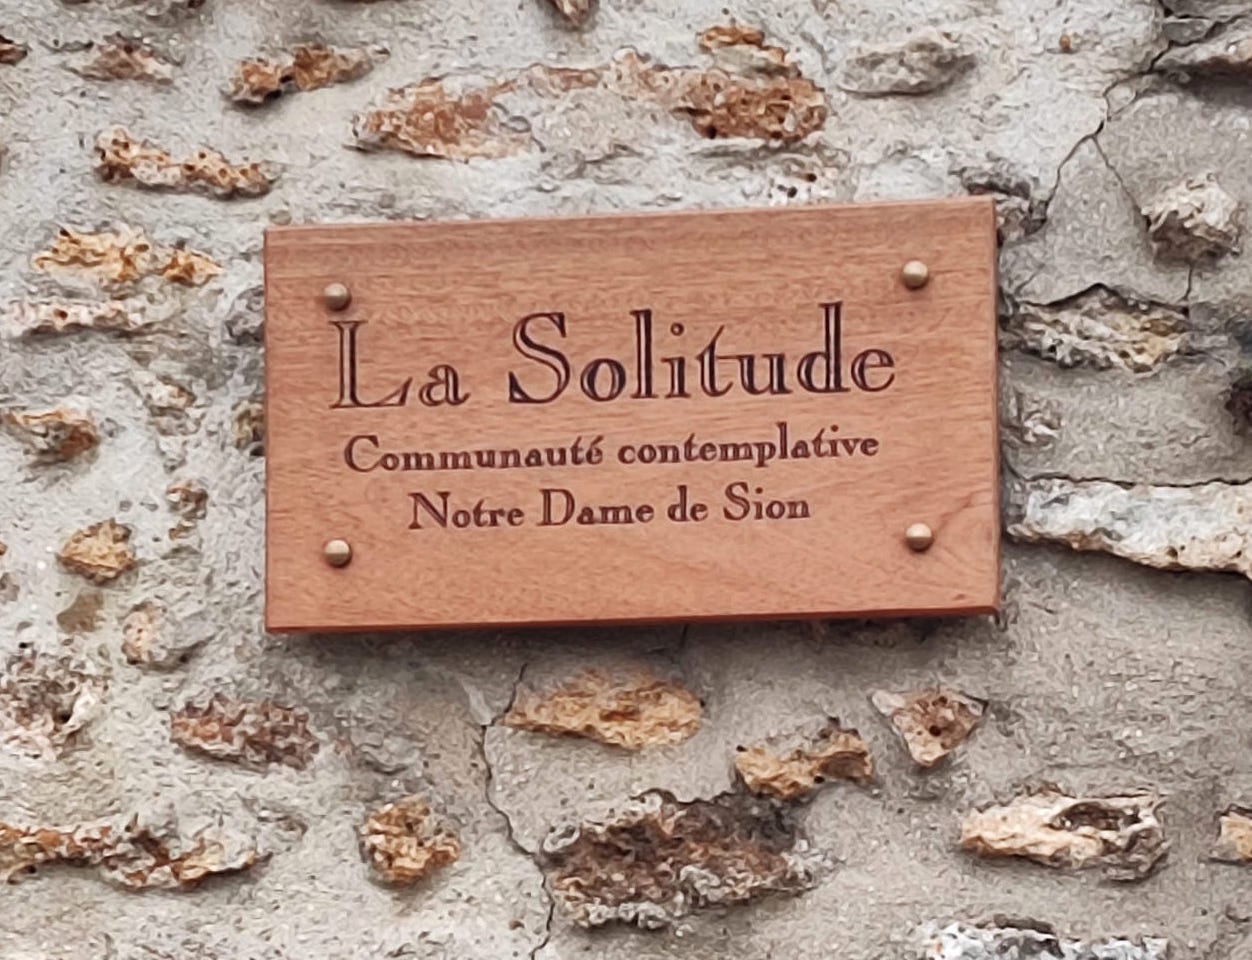 La Solitude
Communauté contemplative
Notre Dame de Sion